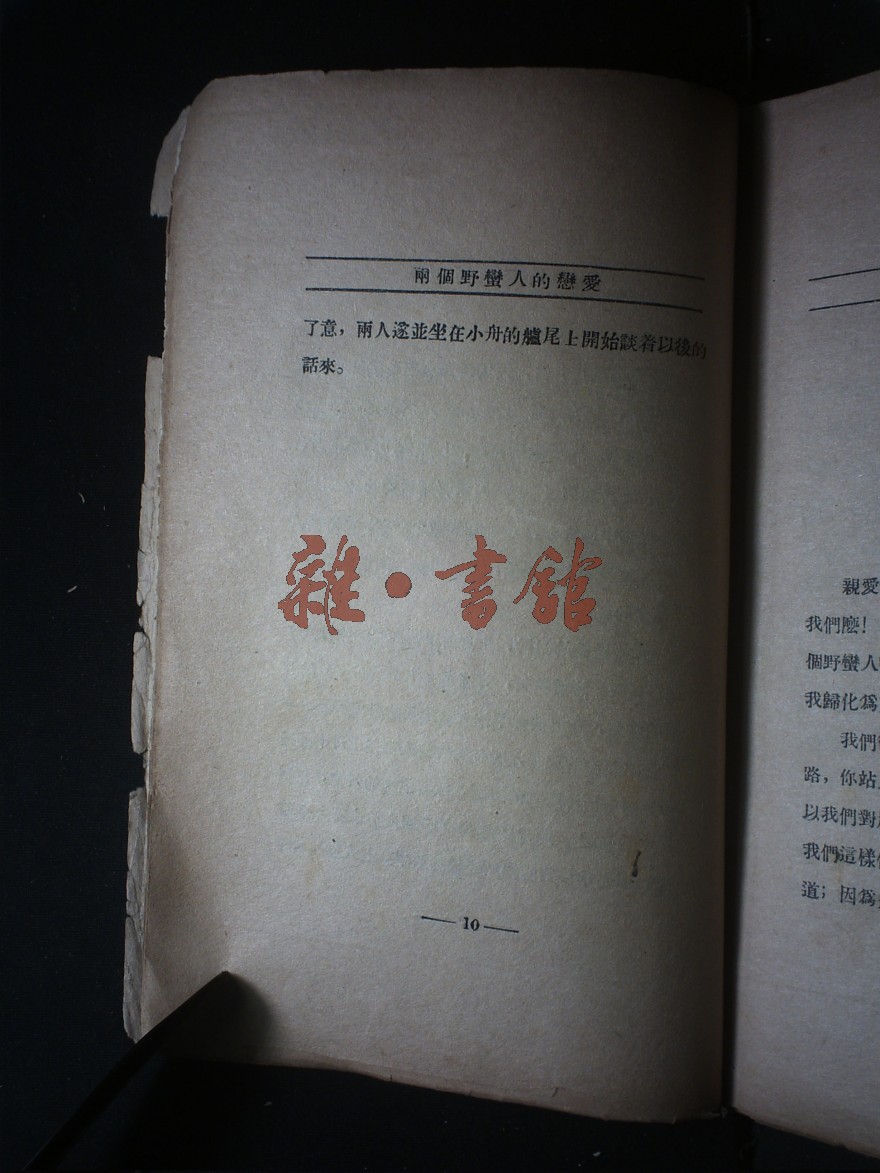 兩個野蠻人的戀愛
了意，兩人遂並坐在小舟的艫尾上開始談着以後的
話來。
雜·書館
— 10 —
親愛
我們麽！
個野蠻人
我歸化爲
我們
路，你站
以我們對
我們這樣
道；因爲